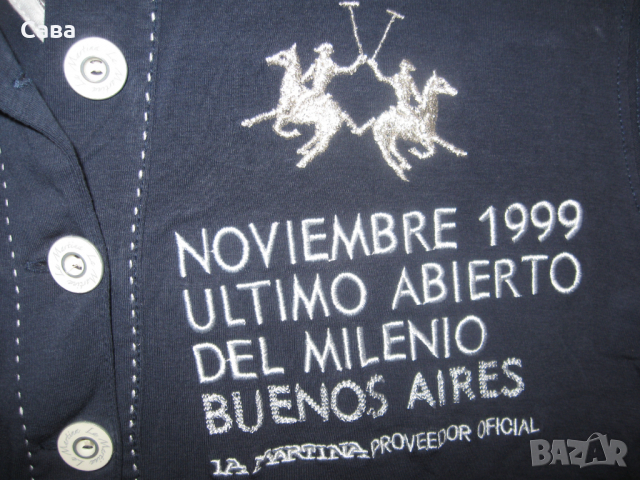 Сава
NOVIEMBRE 1999
ULTIMO ABIERTO
DEL MILENIO
BUENOS AIRES
LA MARTINA PROVEEDOR OFICIAL
BAZAR